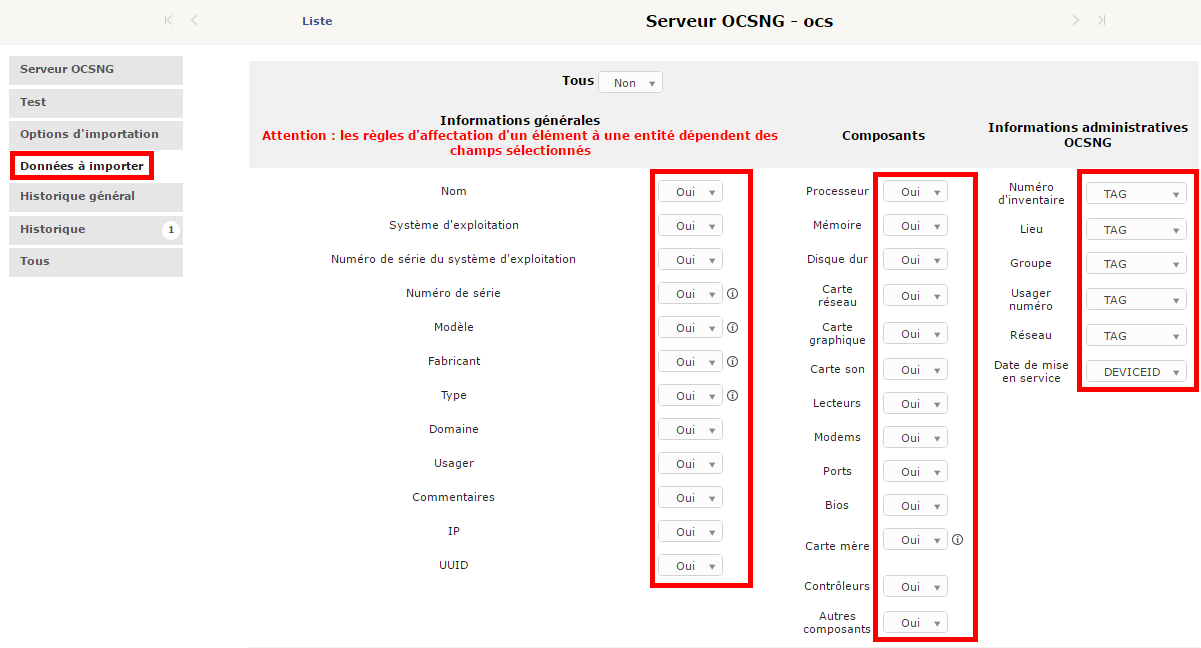 Liste
Serveur OCSNG - ocs
Serveur OCSNG
Test
Options d'importation
Données à importer
Historique général
Historique 1
Tous
Tous Non
Informations générales
Attention : les règles d'affectation d'un élément à une entité dépendent des
champs sélectionnés
Nom Oui
Système d'exploitation Oui
Numéro de série du système d'exploitation Oui
Numéro de série Oui
Modèle Oui
Fabricant Oui
Type Oui
Domaine Oui
Usager Oui
Commentaires Oui
IP Oui
UUID Oui
Composants
Processeur Oui
Mémoire Oui
Disque dur Oui
Carte
réseau Oui
Carte
graphique Oui
Carte son Oui
Lecteurs Oui
Modems Oui
Ports Oui
Bios Oui
Carte mère Oui
Contrôleurs Oui
Autres
composants Oui
Informations administratives
OCSNG
Numéro
d'inventaire TAG
Lieu TAG
Groupe TAG
Usager
numéro TAG
Réseau TAG
Date de mise
en service DEVICEID